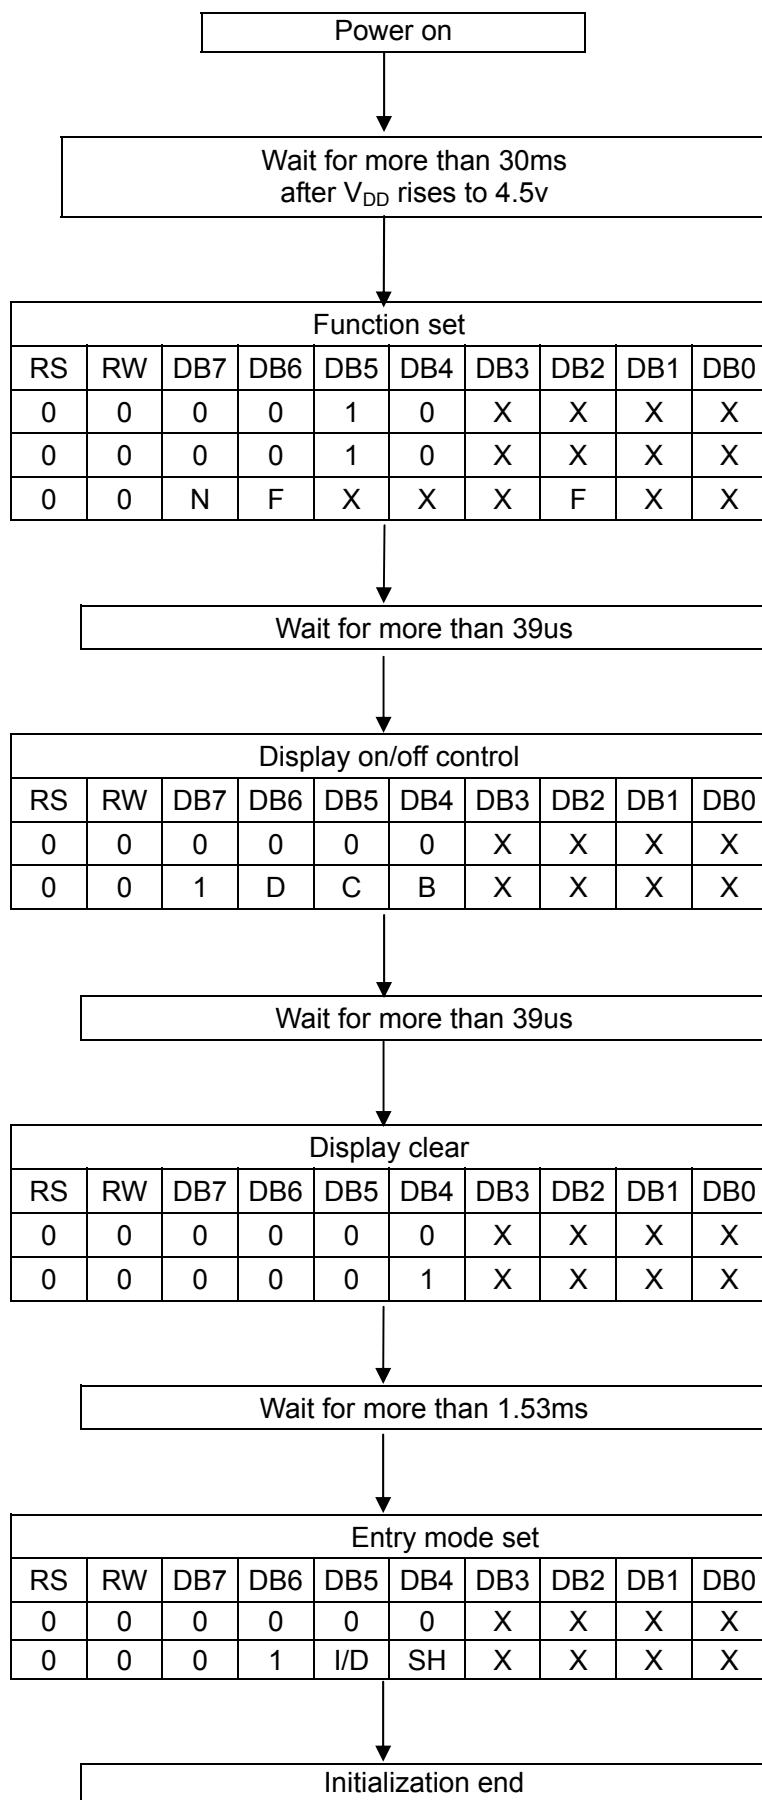 Power on
Wait for more than 30ms
after VDD rises to 4.5v
Function set
RS RW DB7 DB6 DB5 DB4 DB3 DB2 DB1 DB0
0 0 0 0 1 0 X X X X
0 0 0 0 1 0 X X X X
0 0 N F X X X F X X
Wait for more than 39us
Display on/off control
RS RW DB7 DB6 DB5 DB4 DB3 DB2 DB1 DB0
0 0 0 0 0 0 X X X X
0 0 1 D C B X X X X
Wait for more than 39us
Display clear
RS RW DB7 DB6 DB5 DB4 DB3 DB2 DB1 DB0
0 0 0 0 0 0 X X X X
0 0 0 0 0 1 X X X X
Wait for more than 1.53ms
Entry mode set
RS RW DB7 DB6 DB5 DB4 DB3 DB2 DB1 DB0
0 0 0 0 0 0 X X X X
0 0 0 1 I/D SH X X X X
Initialization end